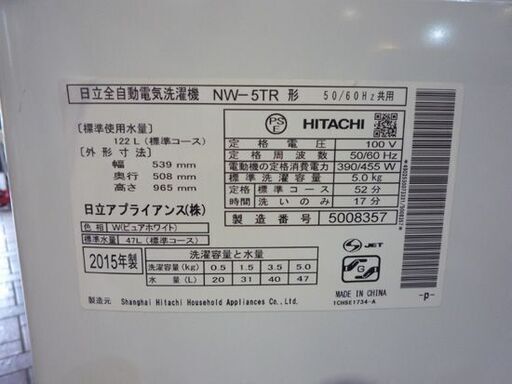 日立全自動電気洗濯機 NW-5TR 形 50/60Hz共用
〔標準使用水量〕
122 L (標準コース)
〔外 形 寸 法〕
幅 539 mm
奥行 508 mm
高さ 965 mm
日立アプライアンス(株)
色 相 W(ピュアホワイト)
標準水量 47L (標準コース)
PS E HITACHI
定 格 電 圧 100 V
定 格 周 波 数 50/60 Hz
電動機の定格消費電力 390/455 W
標 準 洗 濯 容 量 5.0 kg
定格 標 準 コ ー ス 52 分
時間 洗 い の み 17 分
製 造 番 号 5008357
2015年製
洗濯容量と水量
洗濯容量(kg) 0.5 1.5 3.5 5.0
水 量(L) 20 31 40 47
S JET
G
MADE IN CHINA
1CHSE1734-A
製造元 Shanghai Hitachi Household Appliances Co., Ltd.
-p-